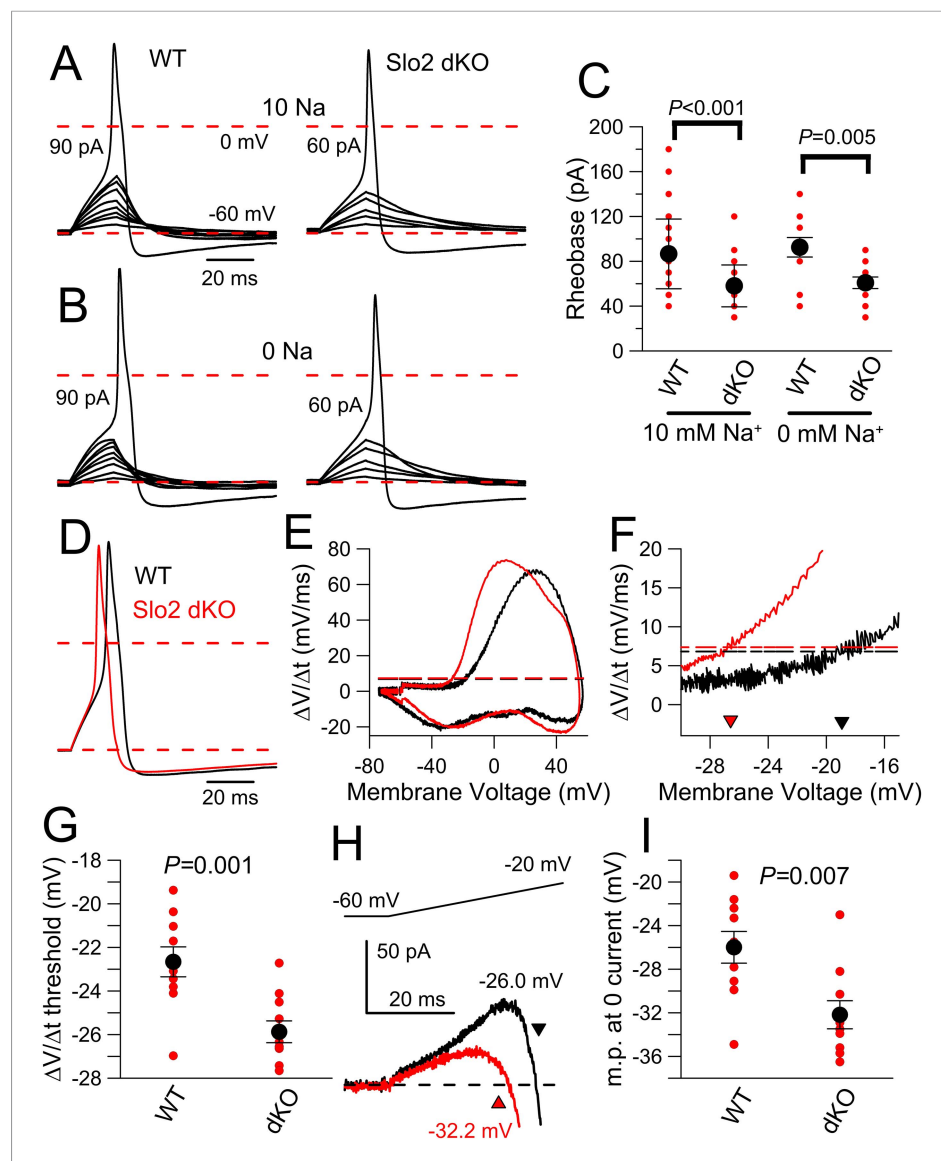 A
WT
Slo2 dKO
10 Na
90 pA
0 mV
60 pA
-60 mV
20 ms
B
0 Na
90 pA
60 pA
C
P<0.001
P=0.005
200
160
120
80
40
0
Rheobase (pA)
WT
dKO
WT
dKO
10 mM Na⁺
0 mM Na⁺
D
WT
Slo2 dKO
20 ms
E
80
60
40
20
0
-20
ΔV/Δt (mV/ms)
-80
-40
0
40
Membrane Voltage (mV)
F
20
15
10
5
0
ΔV/Δt (mV/ms)
-28
-24
-20
-16
Membrane Voltage (mV)
G
P=0.001
-18
-20
-22
-24
-26
-28
ΔV/Δt threshold (mV)
WT
dKO
H
-60 mV
-20 mV
50 pA
20 ms
-26.0 mV
-32.2 mV
I
P=0.007
-20
-24
-28
-32
-36
m.p. at 0 current (mV)
WT
dKO